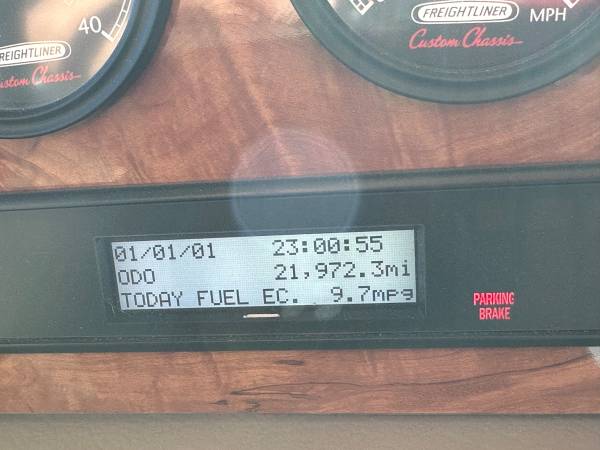 40
FREIGHTLINER
Custom Chassis
FREIGHTLINER
MPH
Custom Chassis
01/01/01 23:00:55
ODO 21,972.3mi
TODAY FUEL EC. 9.7mpg
PARKING
BRAKE